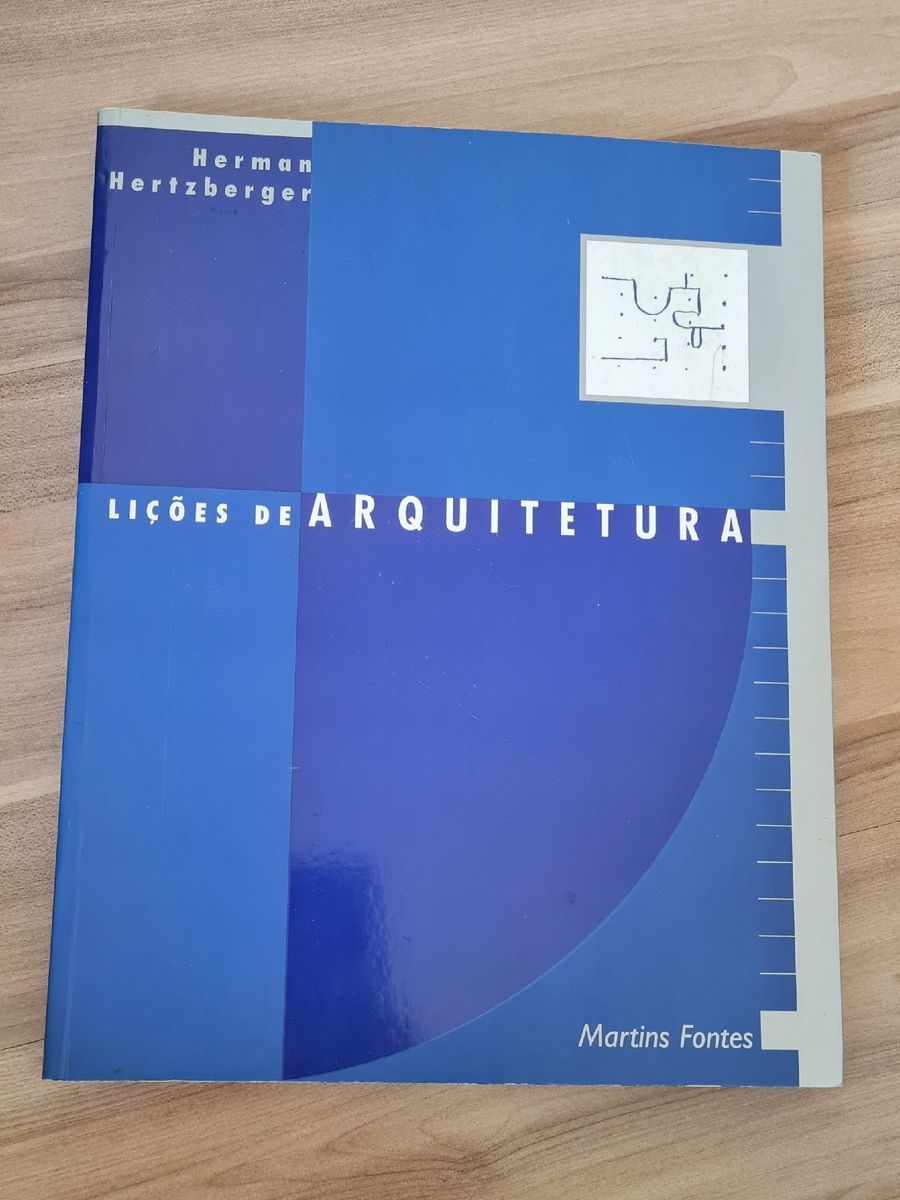 Herman
Hertzberger
LIÇÕES DE ARQUITETURA
Martins Fontes